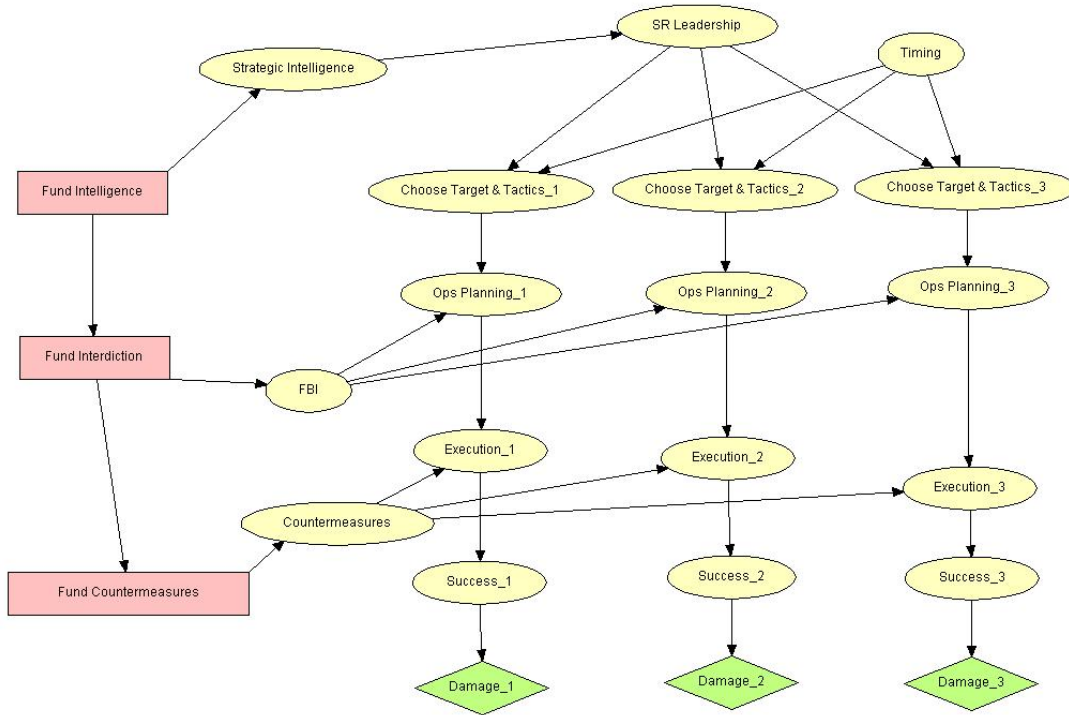 SR Leadership
Timing
Strategic Intelligence
Fund Intelligence
Choose Target & Tactics_1
Choose Target & Tactics_2
Choose Target & Tactics_3
Ops Planning_1
Ops Planning_2
Ops Planning_3
Fund Interdiction
FBI
Execution_1
Execution_2
Execution_3
Countermeasures
Fund Countermeasures
Success_1
Success_2
Success_3
Damage_1
Damage_2
Damage_3